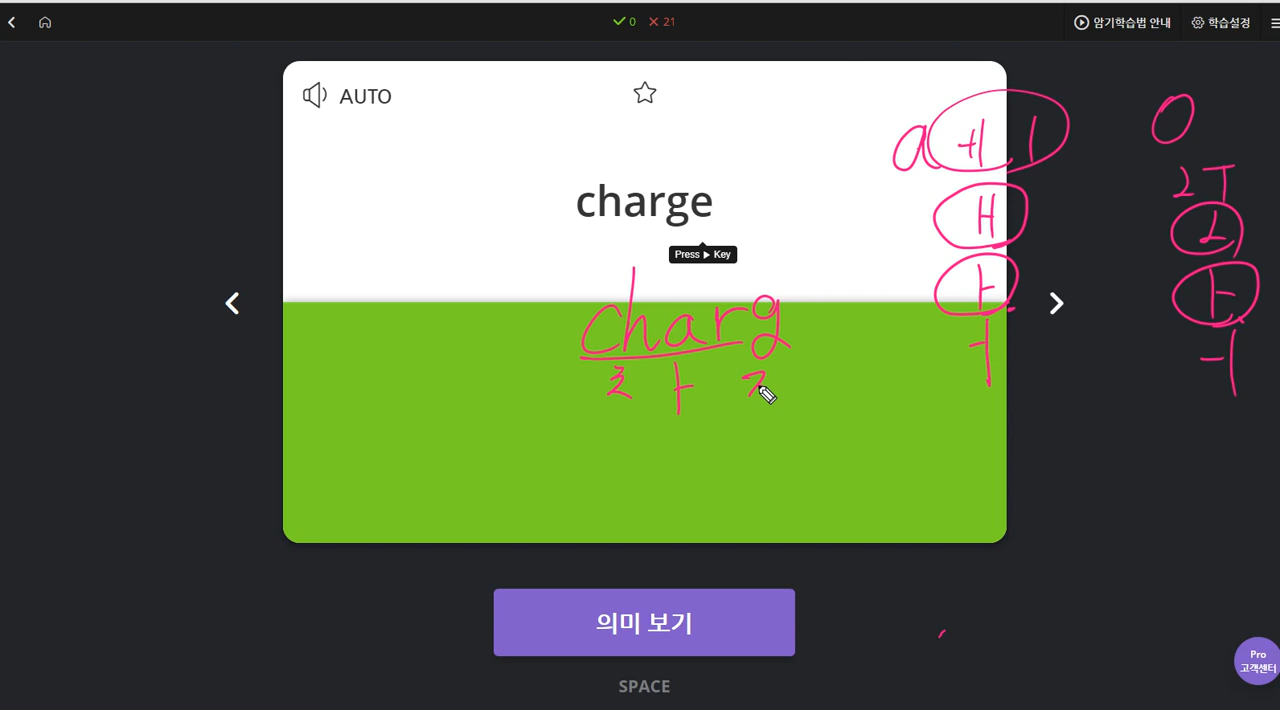 0 21 암기학습법 안내 학습설정
AUTO
charge
Press Key
charg
ㅊ ㅏ
a ㅔㅣ O
ㅐ ㅜ
ㅏ ㅗ
ㅓ ㅏ
ㅓ
의미 보기
SPACE
Pro
고객센터